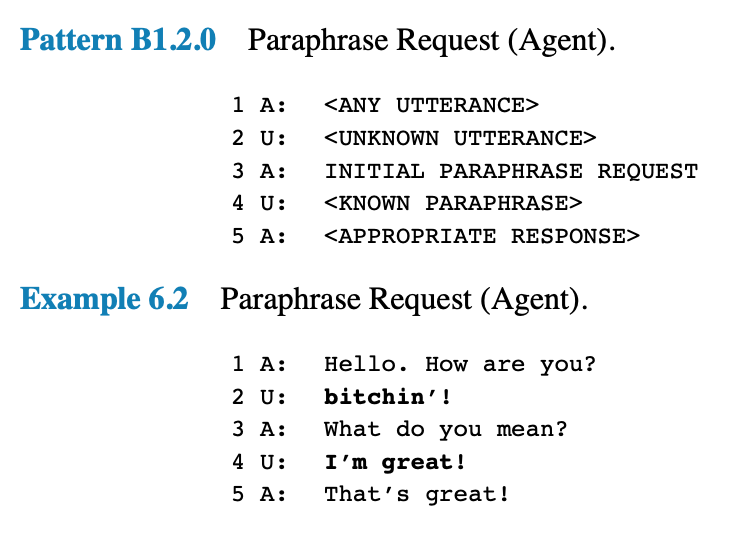 Pattern B1.2.0 Paraphrase Request (Agent).
1 A: <ANY UTTERANCE>
2 U: <UNKNOWN UTTERANCE>
3 A: INITIAL PARAPHRASE REQUEST
4 U: <KNOWN PARAPHRASE>
5 A: <APPROPRIATE RESPONSE>
Example 6.2 Paraphrase Request (Agent).
1 A: Hello. How are you?
2 U: bitchin’!
3 A: What do you mean?
4 U: I’m great!
5 A: That’s great!